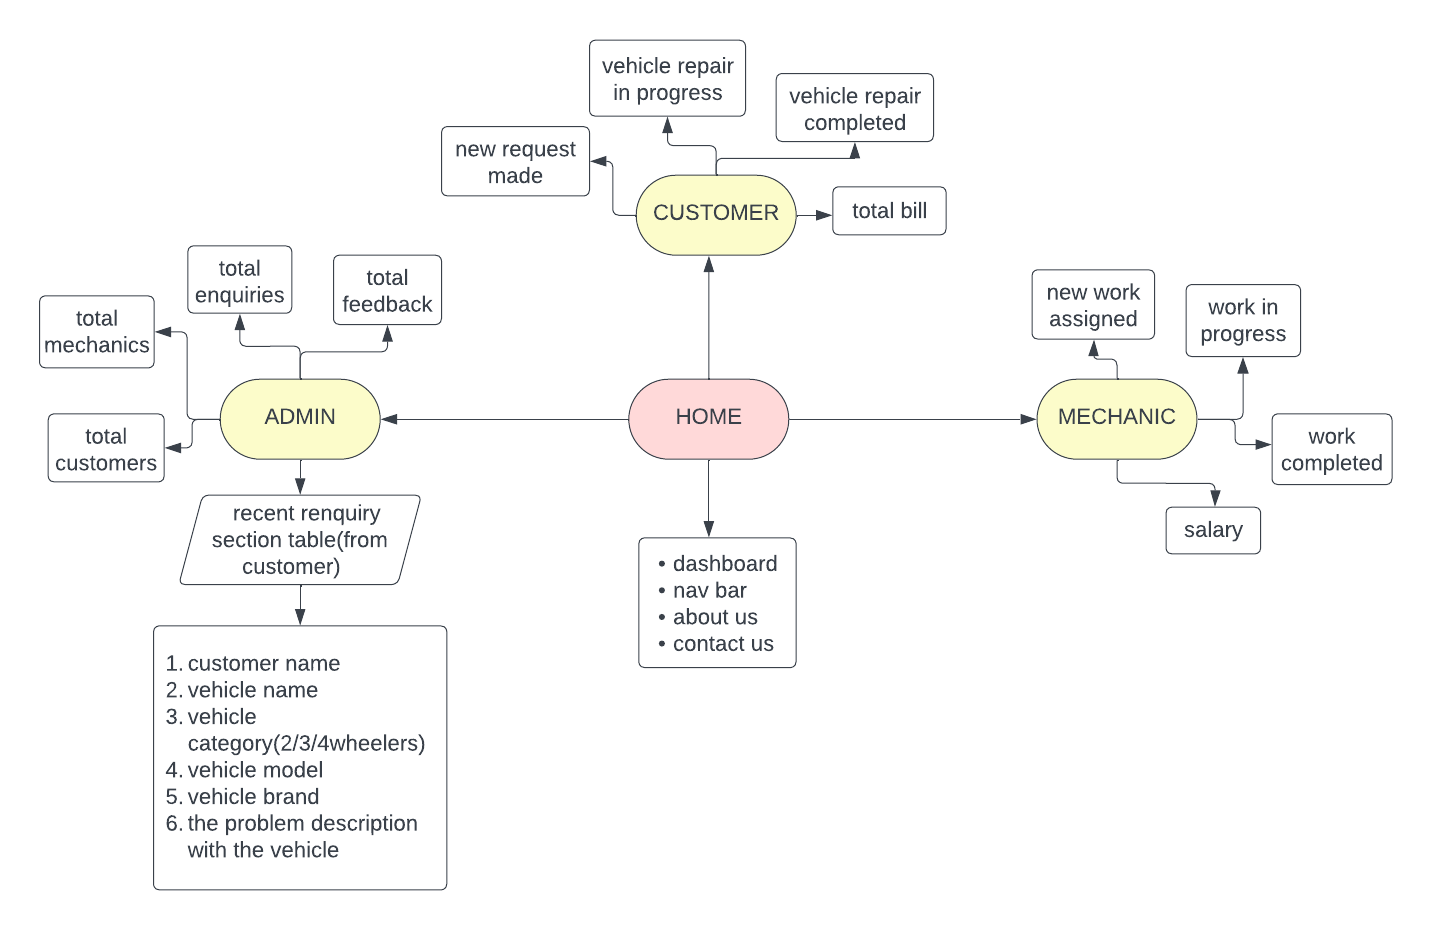 vehicle repair
in progress
vehicle repair
completed
new request
made
CUSTOMER
total bill
total
enquiries
total
feedback
total
mechanics
new work
assigned
work in
progress
ADMIN
HOME
MECHANIC
total
customers
work
completed
recent renquiry
section table(from
customer)
salary
• dashboard
• nav bar
• about us
• contact us
1. customer name
2. vehicle name
3. vehicle
category(2/3/4wheelers)
4. vehicle model
5. vehicle brand
6. the problem description
with the vehicle